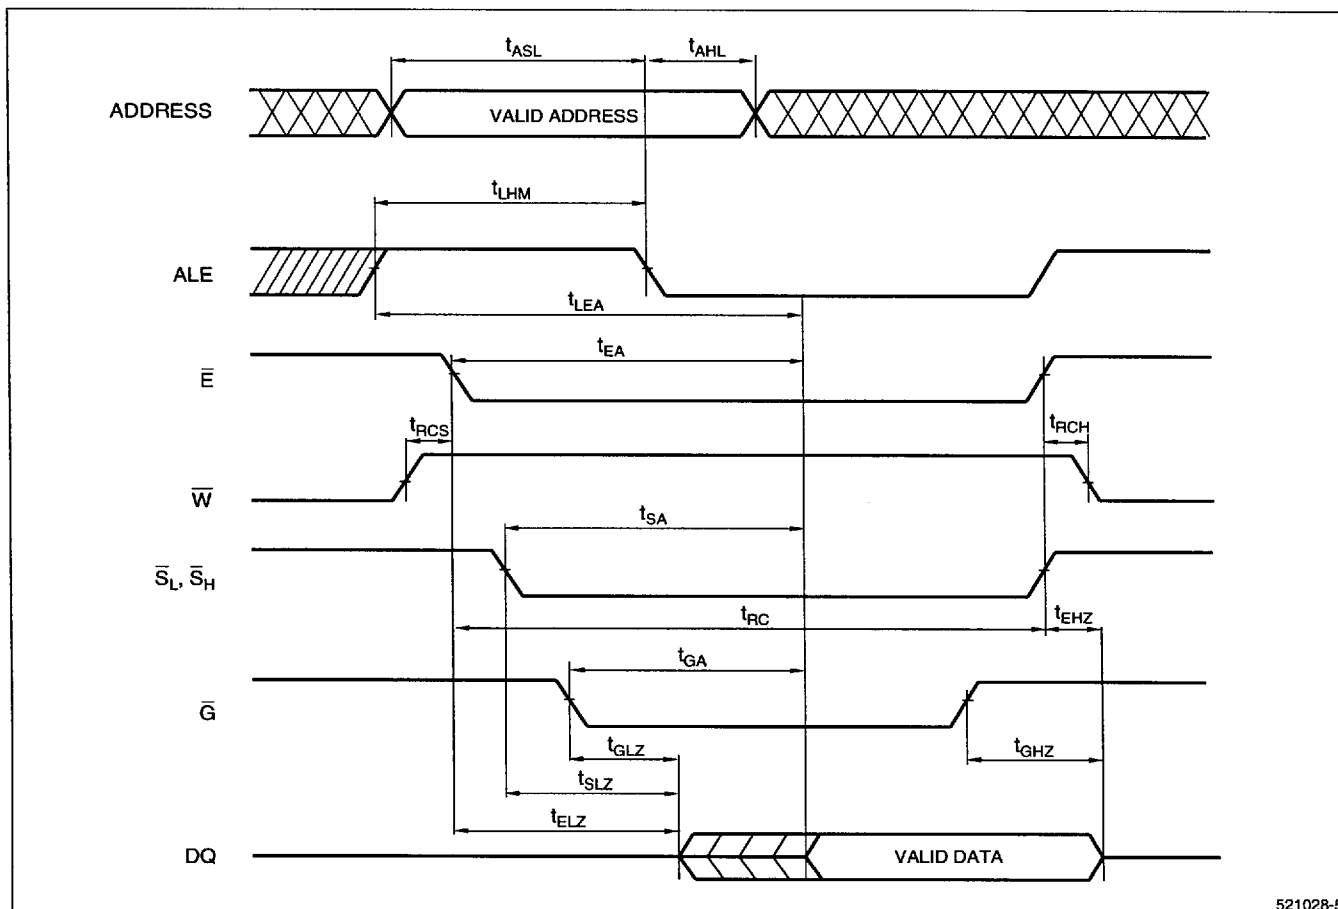 tASL
tAHL
ADDRESS
VALID ADDRESS
tLHM
ALE
tLEA
tEA
E̅
tRCS
tRCH
W̅
tSA
S̅L, S̅H
tRC
tEHZ
tGA
G̅
tGLZ
tGHZ
tSLZ
tELZ
DQ
VALID DATA